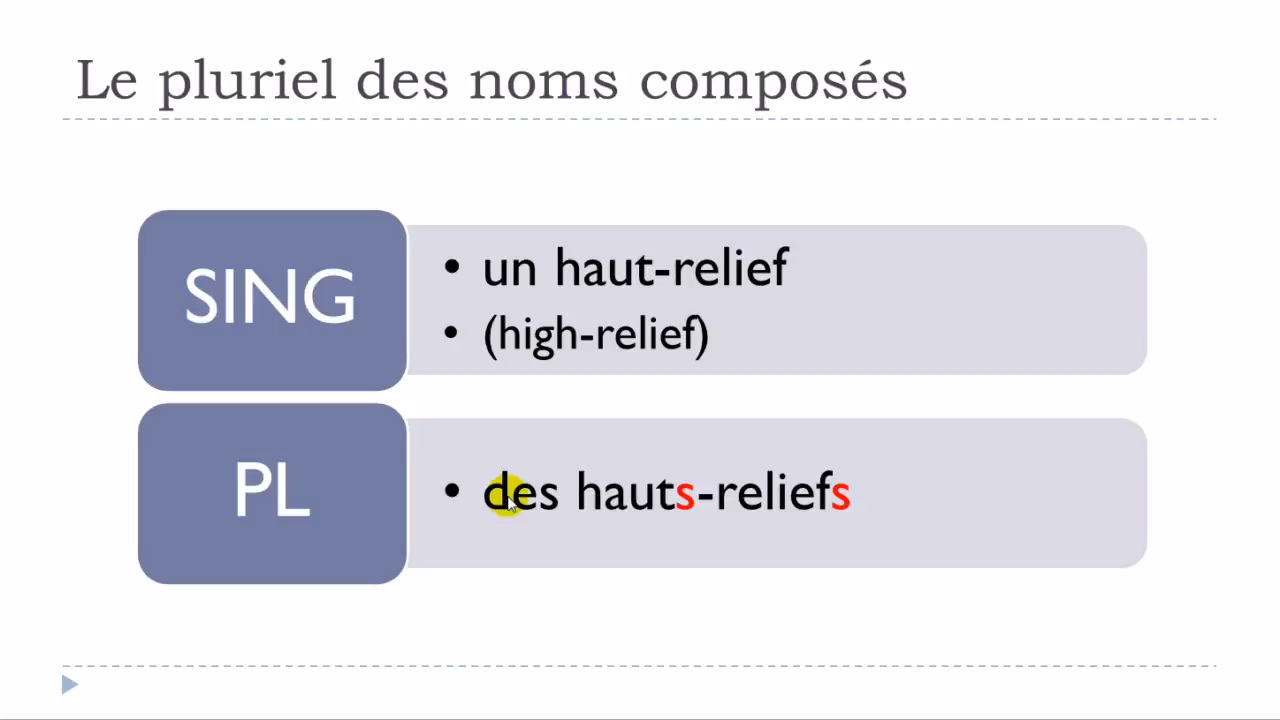 Le pluriel des noms composés
SING
• un haut-relief
• (high-relief)
PL
• des hauts-reliefs